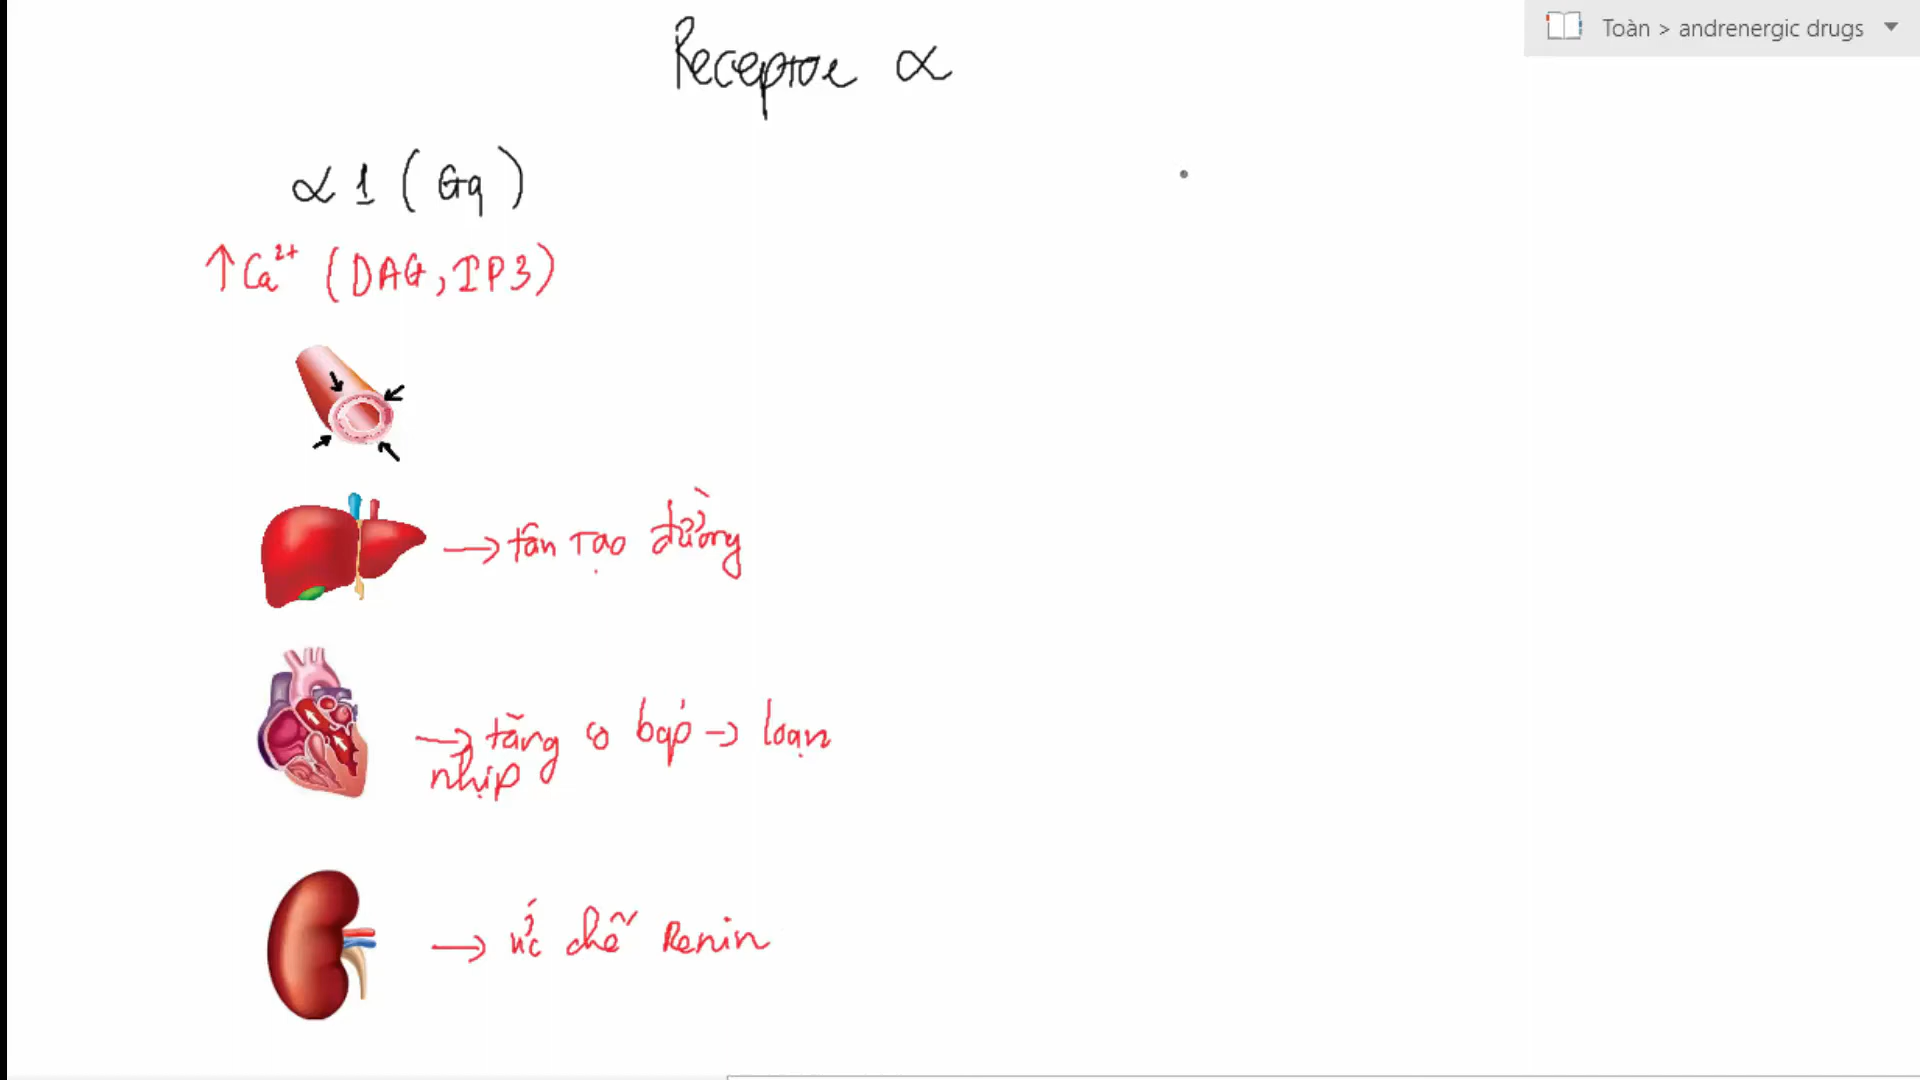 Toàn > andrenergic drugs
Receptor α
α1 (Gq)
↑Ca²⁺ (DAG, IP3)
→ tân tạo đường
→ tăng co bóp → loạn
nhịp
→ ức chế Renin